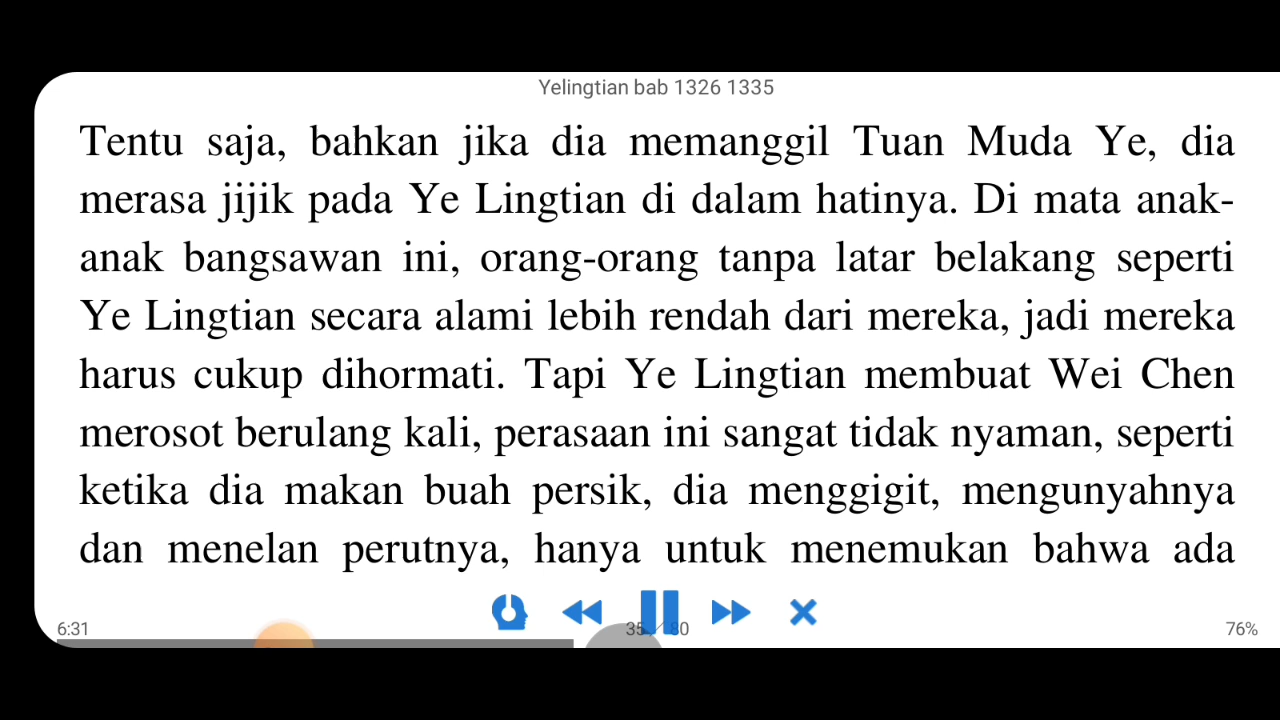 Yelingtian bab 1326 1335
Tentu saja, bahkan jika dia memanggil Tuan Muda Ye, dia
merasa jijik pada Ye Lingtian di dalam hatinya. Di mata anak-
anak bangsawan ini, orang-orang tanpa latar belakang seperti
Ye Lingtian secara alami lebih rendah dari mereka, jadi mereka
harus cukup dihormati. Tapi Ye Lingtian membuat Wei Chen
merosot berulang kali, perasaan ini sangat tidak nyaman, seperti
ketika dia makan buah persik, dia menggigit, mengunyahnya
dan menelan perutnya, hanya untuk menemukan bahwa ada
6:31 35 / 80 76%